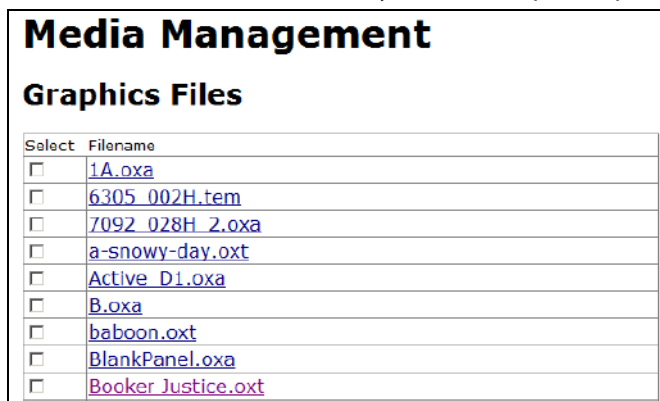 Media Management
Graphics Files
Select Filename
1A.oxa
6305_002H.tem
7092_028H_2.oxa
a-snowy-day.oxt
Active_D1.oxa
B.oxa
baboon.oxt
BlankPanel.oxa
Booker Justice.oxt